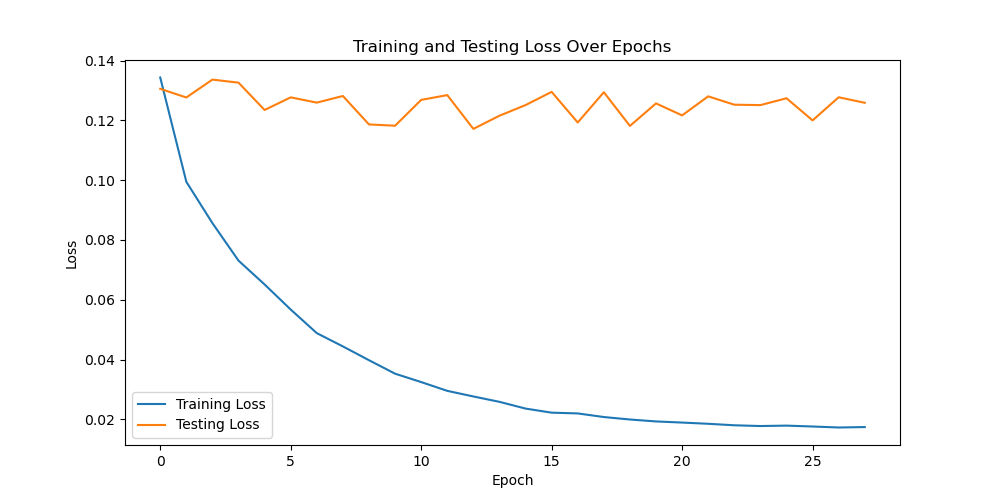 Training and Testing Loss Over Epochs
0.14
0.12
0.10
0.08
0.06
0.04
0.02
Loss
Training Loss
Testing Loss
0 5 10 15 20 25
Epoch